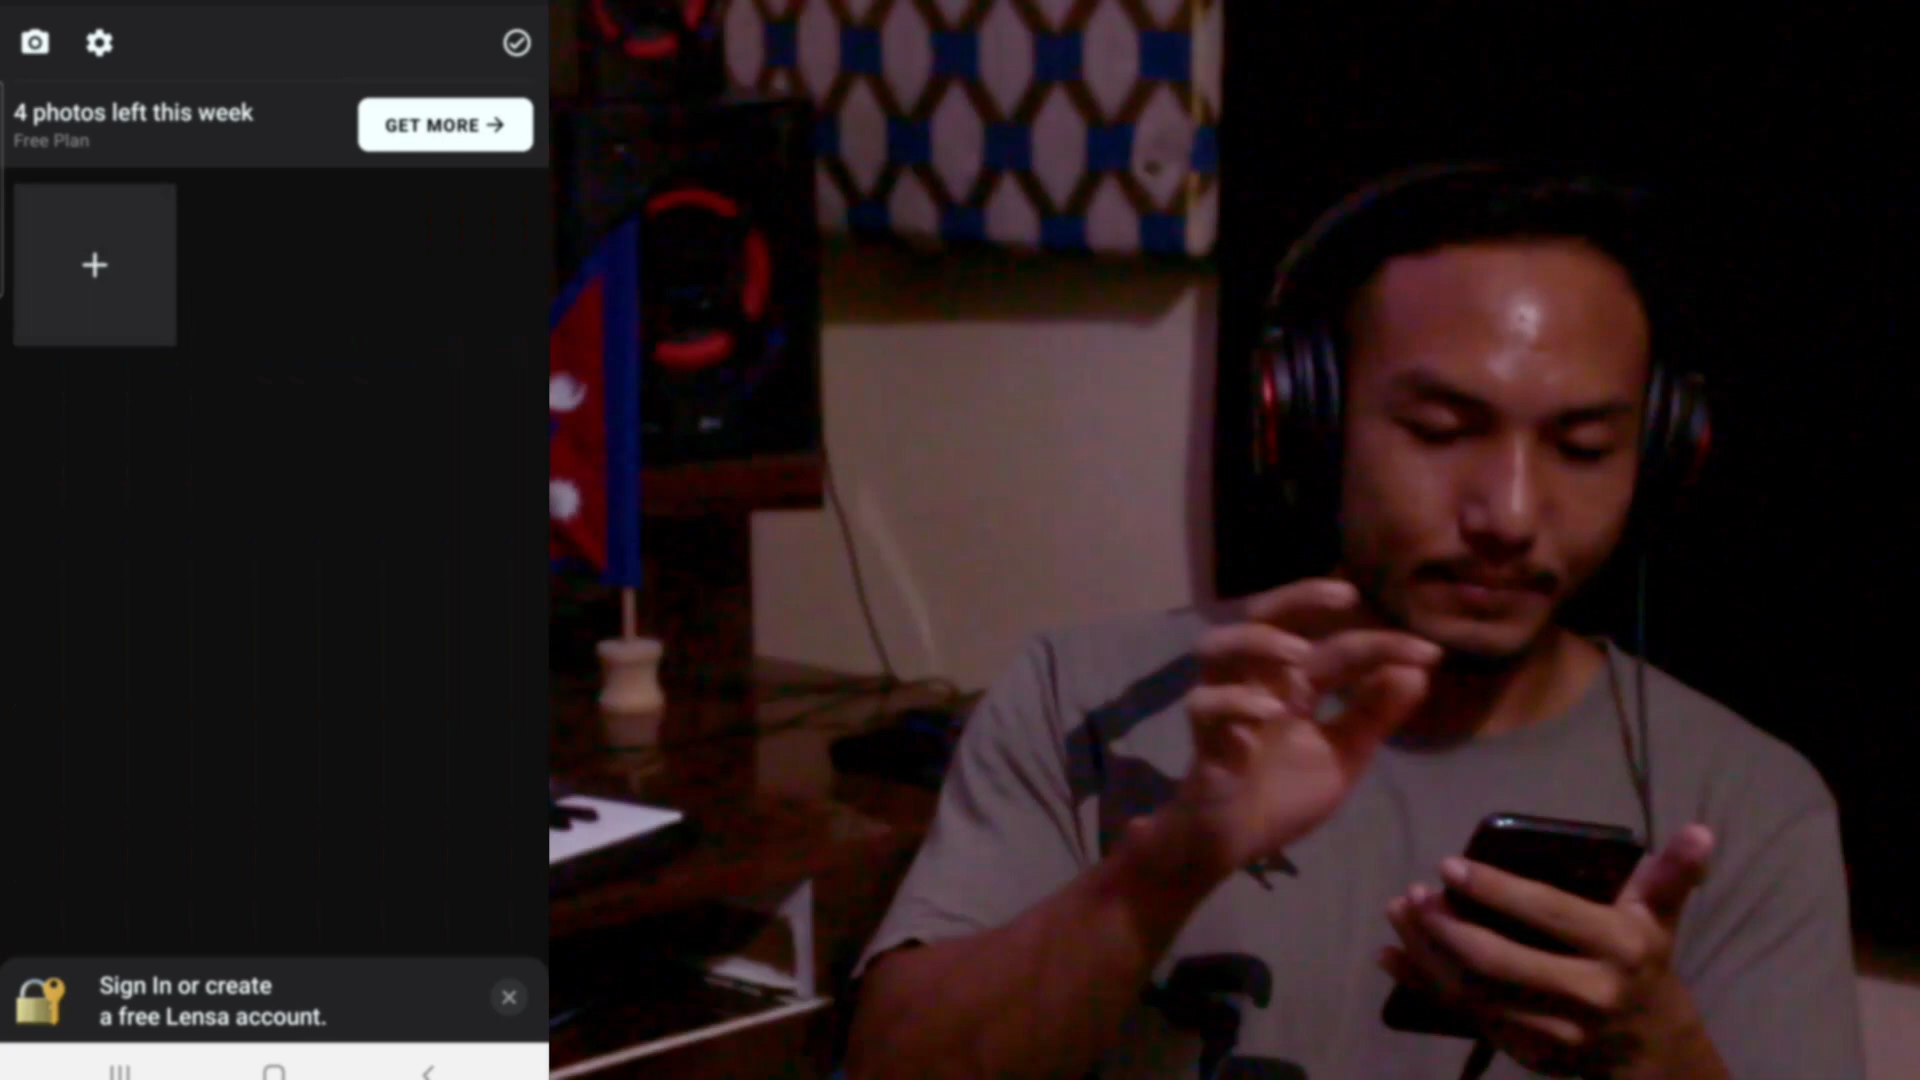 4 photos left this week
Free Plan
GET MORE →
Sign In or create
a free Lensa account.